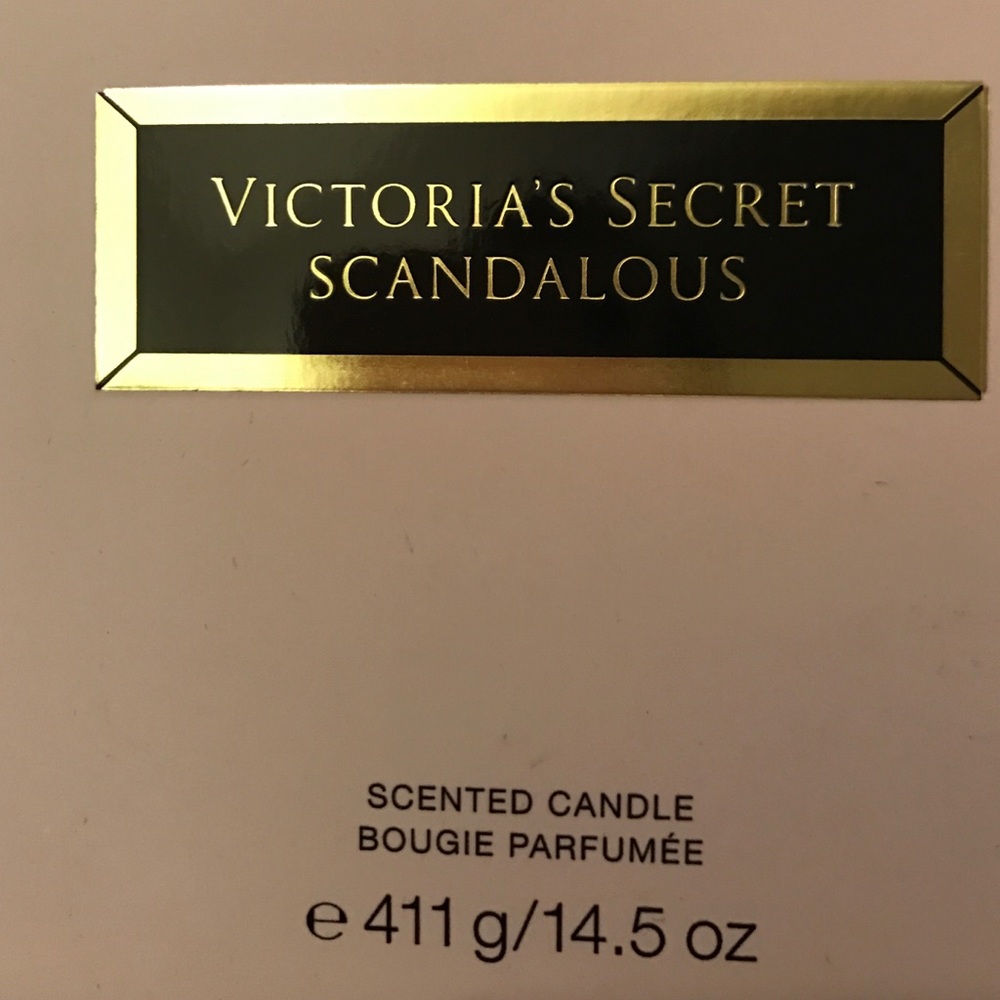 VICTORIA'S SECRET
SCANDALOUS
SCENTED CANDLE
BOUGIE PARFUMÉE
℮ 411 g/14.5 oz